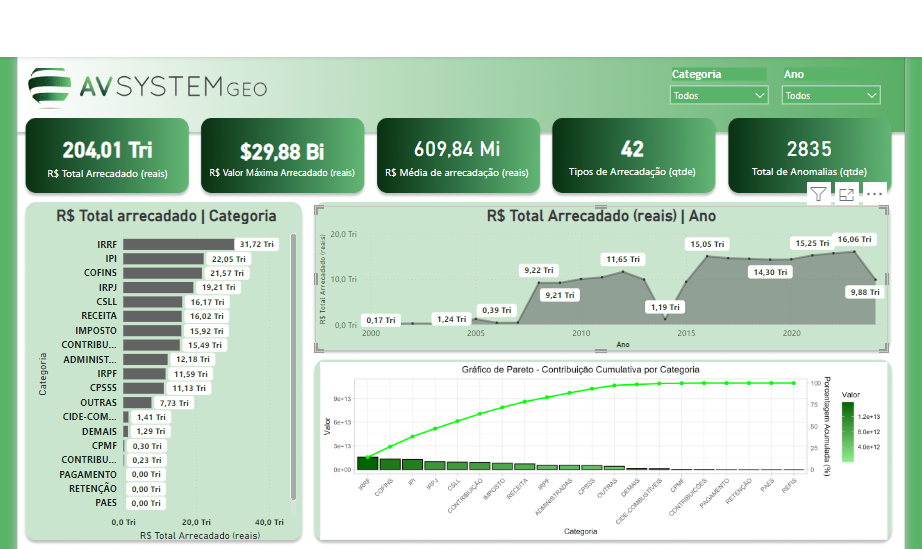 AVSYSTEMGEO
Categoria
Todos
Ano
Todos
204,01 Tri
R$ Total Arrecadado (reais)
$29,88 Bi
R$ Valor Máxima Arrecadado (reais)
609,84 Mi
R$ Média de arrecadação (reais)
42
Tipos de Arrecadação (qtde)
2835
Total de Anomalias (qtde)
R$ Total arrecadado | Categoria
Categoria
IRRF 31,72 Tri
IPI 22,05 Tri
COFINS 21,57 Tri
IRPJ 19,21 Tri
CSLL 16,17 Tri
RECEITA 16,02 Tri
IMPOSTO 15,92 Tri
CONTRIBU... 15,49 Tri
ADMINIST... 12,18 Tri
IRPF 11,59 Tri
CPSSS 11,13 Tri
OUTRAS 7,73 Tri
CIDE-COM... 1,41 Tri
DEMAIS 1,29 Tri
CPMF 0,30 Tri
CONTRIBU... 0,23 Tri
PAGAMENTO 0,00 Tri
RETENÇÃO 0,00 Tri
PAES 0,00 Tri
0,0 Tri 20,0 Tri 40,0 Tri
R$ Total Arrecadado (reais)
R$ Total Arrecadado (reais) | Ano
R$ Total Arrecadado (reais)
20,0 Tri
10,0 Tri
0,0 Tri
0,17 Tri
1,24 Tri
0,39 Tri
9,22 Tri
9,21 Tri
11,65 Tri
1,19 Tri
15,05 Tri
14,30 Tri
15,25 Tri
16,06 Tri
9,88 Tri
2000 2005 2010 2015 2020
Ano
Gráfico de Pareto - Contribuição Cumulativa por Categoria
Valor
9e+13
6e+13
3e+13
0e+00
100
75
50
25
0
Porcentagem Acumulada (%)
Valor
1.2e+13
8.0e+12
4.0e+12
IRRF
COFINS
IPI
IRPJ
CSLL
CONTRIBUIÇÃO
IMPOSTO
RECEITA
IRPF
ADMINISTRADAS
CPSSS
OUTRAS
DEMAIS
CIDE-COMBUSTÍVEIS
CPMF
CONTRIBUIÇÕES
PAGAMENTO
RETENÇÃO
PAES
REFIS
Categoria